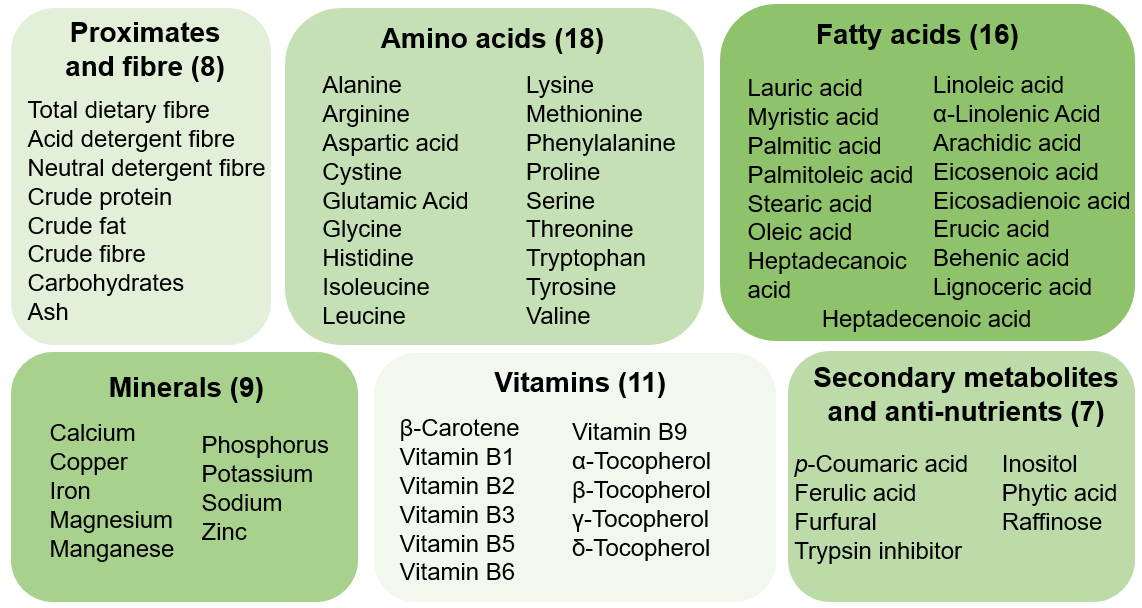 Proximates
and fibre (8)
Total dietary fibre
Acid detergent fibre
Neutral detergent fibre
Crude protein
Crude fat
Crude fibre
Carbohydrates
Ash
Amino acids (18)
Alanine
Arginine
Aspartic acid
Cystine
Glutamic Acid
Glycine
Histidine
Isoleucine
Leucine
Lysine
Methionine
Phenylalanine
Proline
Serine
Threonine
Tryptophan
Tyrosine
Valine
Fatty acids (16)
Lauric acid
Myristic acid
Palmitic acid
Palmitoleic acid
Stearic acid
Oleic acid
Heptadecanoic
acid
Linoleic acid
α-Linolenic Acid
Arachidic acid
Eicosenoic acid
Eicosadienoic acid
Erucic acid
Behenic acid
Lignoceric acid
Heptadecenoic acid
Minerals (9)
Calcium
Copper
Iron
Magnesium
Manganese
Phosphorus
Potassium
Sodium
Zinc
Vitamins (11)
β-Carotene
Vitamin B1
Vitamin B2
Vitamin B3
Vitamin B5
Vitamin B6
Vitamin B9
α-Tocopherol
β-Tocopherol
γ-Tocopherol
δ-Tocopherol
Secondary metabolites
and anti-nutrients (7)
p-Coumaric acid
Ferulic acid
Furfural
Trypsin inhibitor
Inositol
Phytic acid
Raffinose